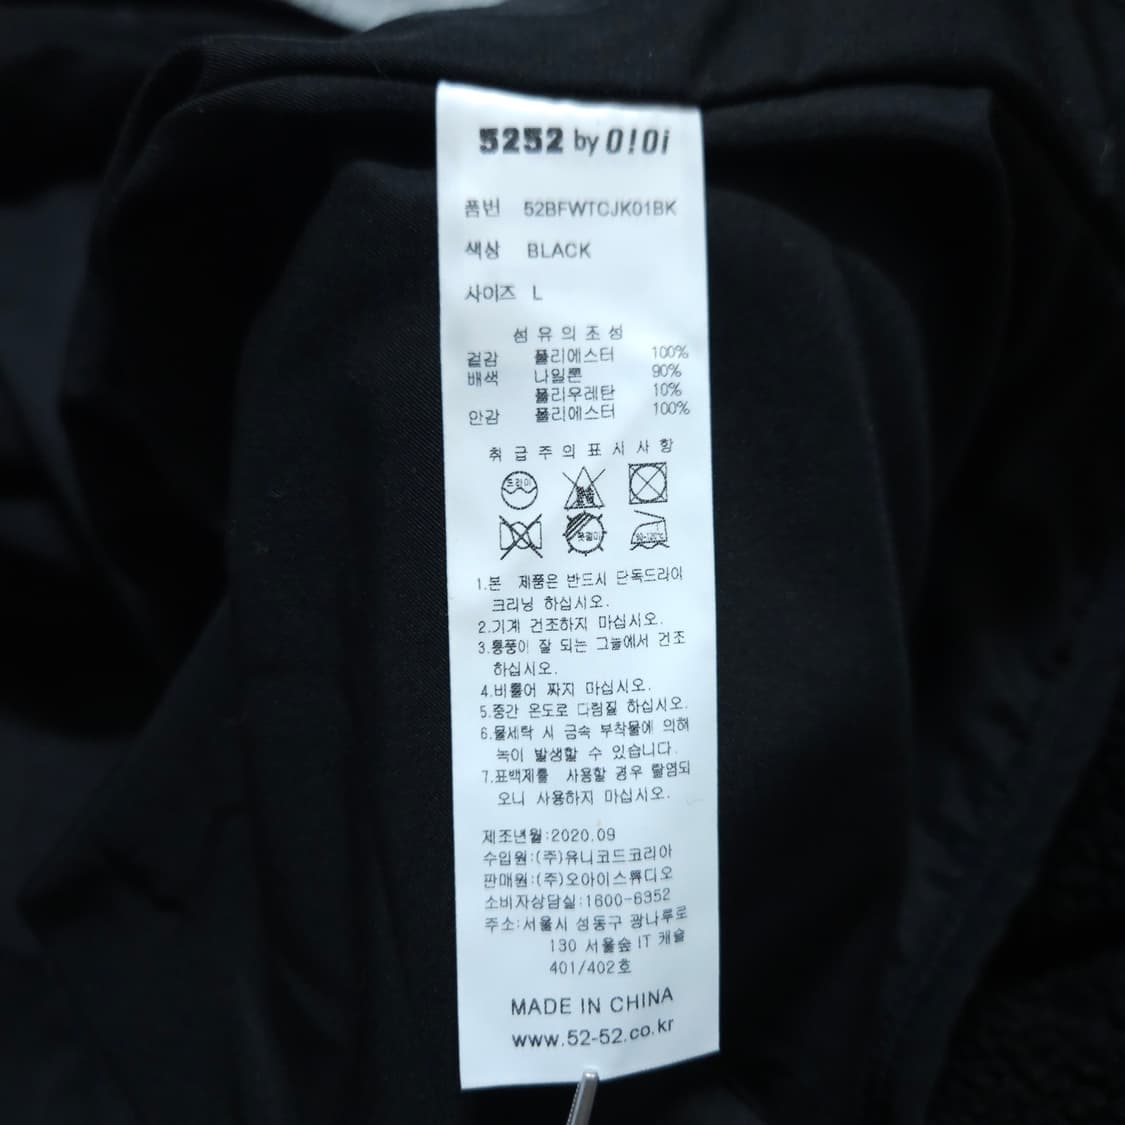 5252 by O!Oi
품번 52BFWTCJK01BK
색상 BLACK
사이즈 L
섬유의조성
겉감 폴리에스터 100%
배색 나일론 90%
폴리우레탄 10%
안감 폴리에스터 100%
취급주의표시사항
드라이
80~120℃
1.본 제품은 반드시 단독드라이
크리닝 하십시오.
2.기계 건조하지 마십시오.
3.통풍이 잘 되는 그늘에서 건조
하십시오.
4.비틀어 짜지 마십시오.
5.중간 온도로 다림질 하십시오.
6.물세탁 시 금속 부착물에 의해
녹이 발생할 수 있습니다.
7.표백제를 사용할 경우 탈염되
오니 사용하지 마십시오.
제조년월:2020.09
수입원:(주)유니코드코리아
판매원:(주)오아이스튜디오
소비자상담실:1600-6352
주소:서울시 성동구 광나루로
130 서울숲 IT 캐슬
401/402호
MADE IN CHINA
www.52-52.co.kr